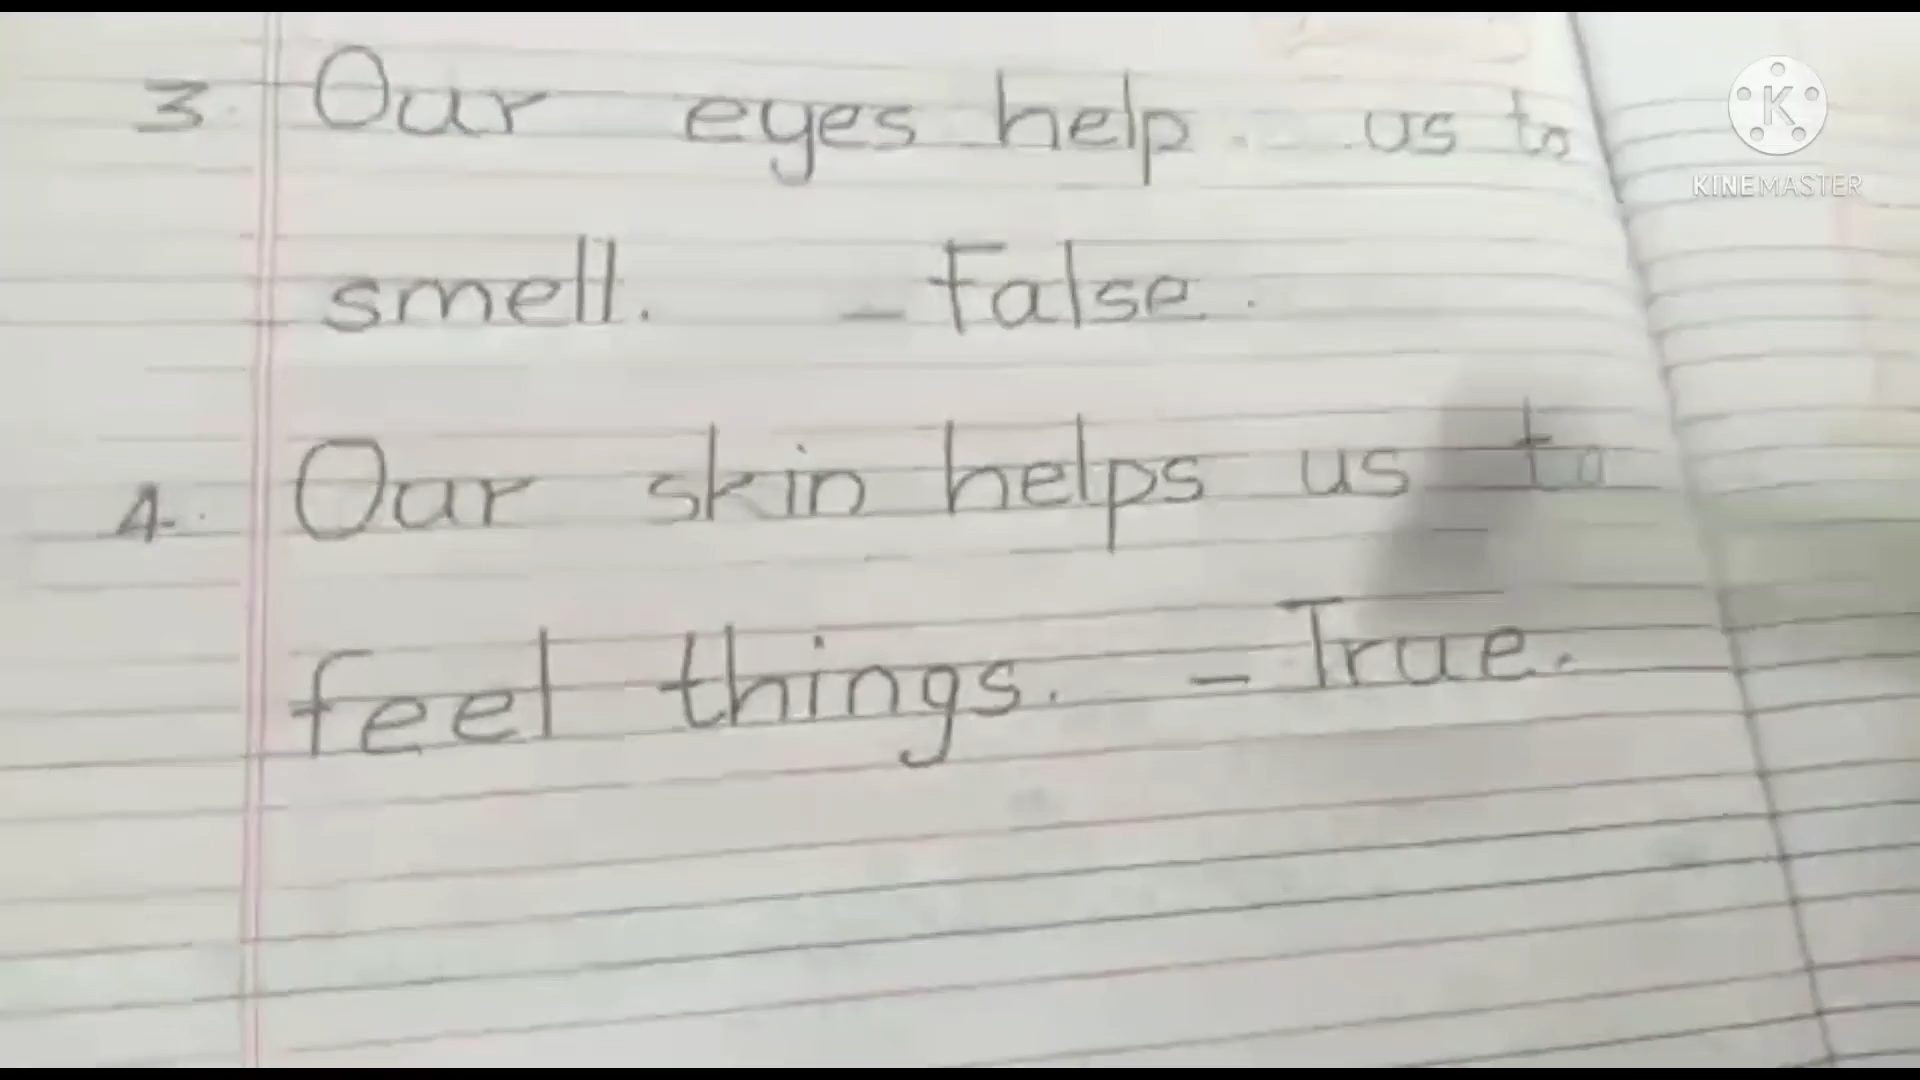 3. Our eyes help us to
smell. - False.
4. Our skin helps us to
feel things. - True.
K
KINEMASTER